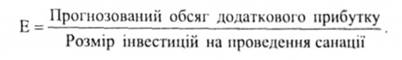 E = Прогнозований обсяг додаткового прибутку
Розмір інвестицій на проведення санації .